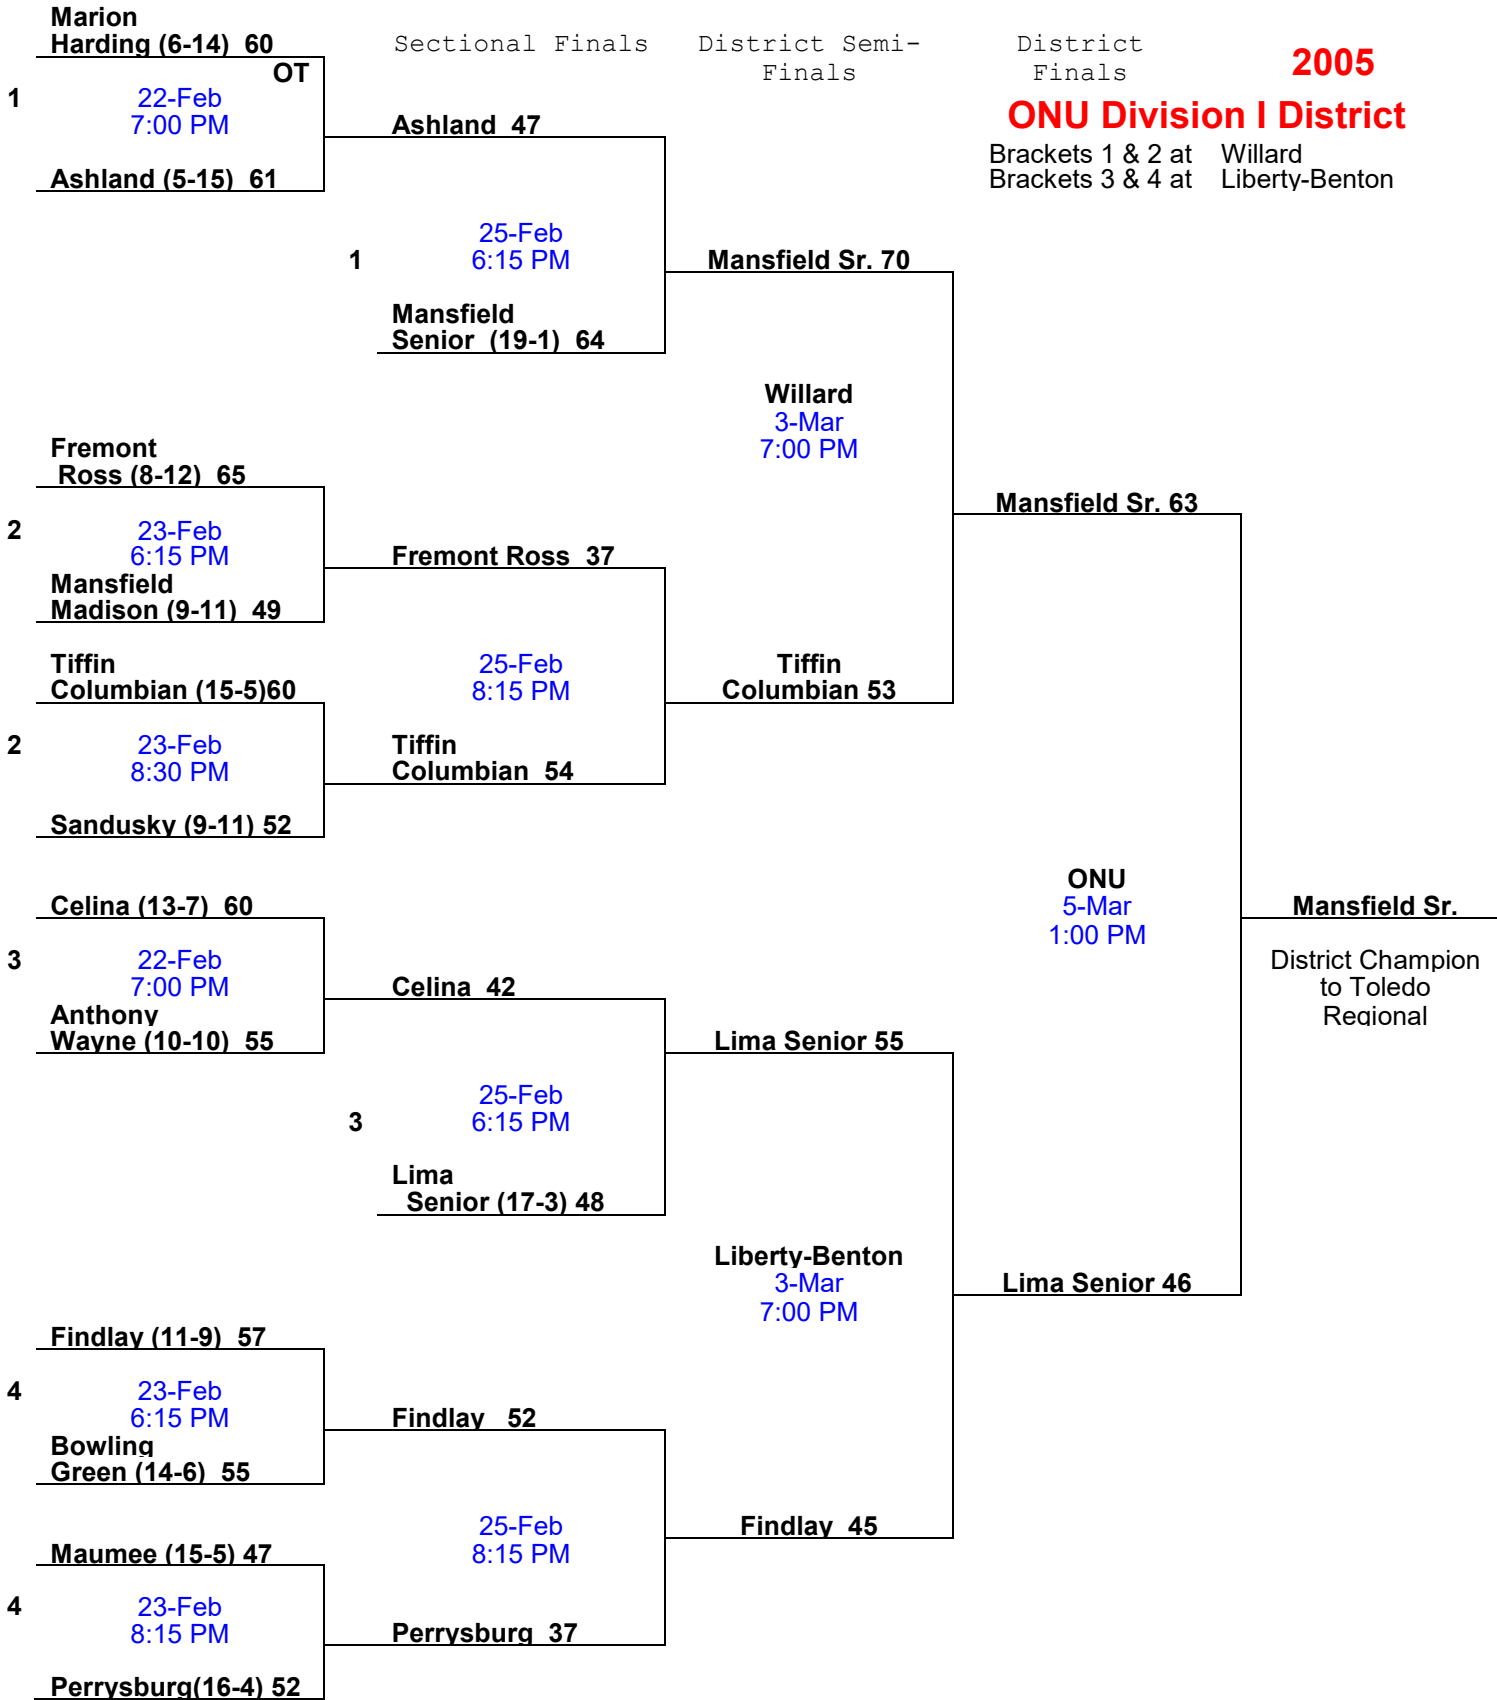 Marion
Harding (6-14)  60
OT
Sectional Finals
District Semi-
Finals
District
Finals
2005
ONU Division I District
Brackets 1 & 2 at    Willard
Brackets 3 & 4 at    Liberty-Benton
1
22-Feb
7:00 PM
Ashland  47
Ashland (5-15)  61
1
25-Feb
6:15 PM
Mansfield Sr. 70
Mansfield
Senior  (19-1)  64
Willard
3-Mar
7:00 PM
Fremont
Ross (8-12)  65
Mansfield Sr. 63
2
23-Feb
6:15 PM
Fremont Ross  37
Mansfield
Madison (9-11)  49
Tiffin
Columbian (15-5)60
25-Feb
8:15 PM
Tiffin
Columbian 53
2
23-Feb
8:30 PM
Tiffin
Columbian  54
Sandusky (9-11) 52
ONU
5-Mar
1:00 PM
Mansfield Sr.
District Champion
to Toledo
Regional
Celina (13-7)  60
3
22-Feb
7:00 PM
Celina  42
Anthony
Wayne (10-10)  55
Lima Senior 55
3
25-Feb
6:15 PM
Lima
Senior (17-3) 48
Liberty-Benton
3-Mar
7:00 PM
Lima Senior 46
Findlay (11-9)  57
4
23-Feb
6:15 PM
Findlay   52
Bowling
Green (14-6)  55
25-Feb
8:15 PM
Findlay  45
Maumee (15-5) 47
4
23-Feb
8:15 PM
Perrysburg  37
Perrysburg(16-4) 52